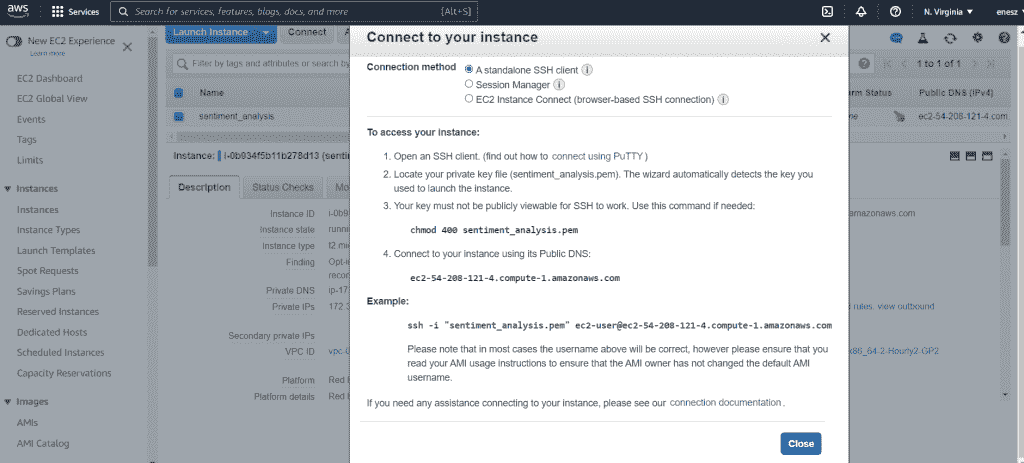 aws
Services
Search for services, features, blogs, docs, and more
[Alt+S]
N. Virginia
enesz
New EC2 Experience
Learn more
EC2 Dashboard
EC2 Global View
Events
Tags
Limits
Instances
Instances
Instance Types
Launch Templates
Spot Requests
Savings Plans
Reserved Instances
Dedicated Hosts
Scheduled Instances
Capacity Reservations
Images
AMIs
AMI Catalog
Launch Instance
Connect
Filter by tags and attributes or search by
1 to 1 of 1
Name
Status
Public DNS (IPv4)
sentiment_analysis
ec2-54-208-121-4.com
Instance: i-0b934f5b11b278d13 (senti
Description
Status Checks
Mo
Instance ID
i-0b9
amazonaws.com
Instance state
runni
Instance type
t2.mi
Finding
Opt-i
recor
Private DNS
ip-17
Private IPs
172.3
rules. view outbound
Secondary private IPs
VPC ID
vpc-0
x86_64-2-Hourly2-GP2
Platform
Red
Platform details
Red
Connect to your instance
Connection method
A standalone SSH client
Session Manager
EC2 Instance Connect (browser-based SSH connection)
To access your instance:
1. Open an SSH client. (find out how to connect using PuTTY)
2. Locate your private key file (sentiment_analysis.pem). The wizard automatically detects the key you
used to launch the instance.
3. Your key must not be publicly viewable for SSH to work. Use this command if needed:
chmod 400 sentiment_analysis.pem
4. Connect to your instance using its Public DNS:
ec2-54-208-121-4.compute-1.amazonaws.com
Example:
ssh -i "sentiment_analysis.pem" ec2-user@ec2-54-208-121-4.compute-1.amazonaws.com
Please note that in most cases the username above will be correct, however please ensure that you
read your AMI usage instructions to ensure that the AMI owner has not changed the default AMI
username.
If you need any assistance connecting to your instance, please see our connection documentation.
Close